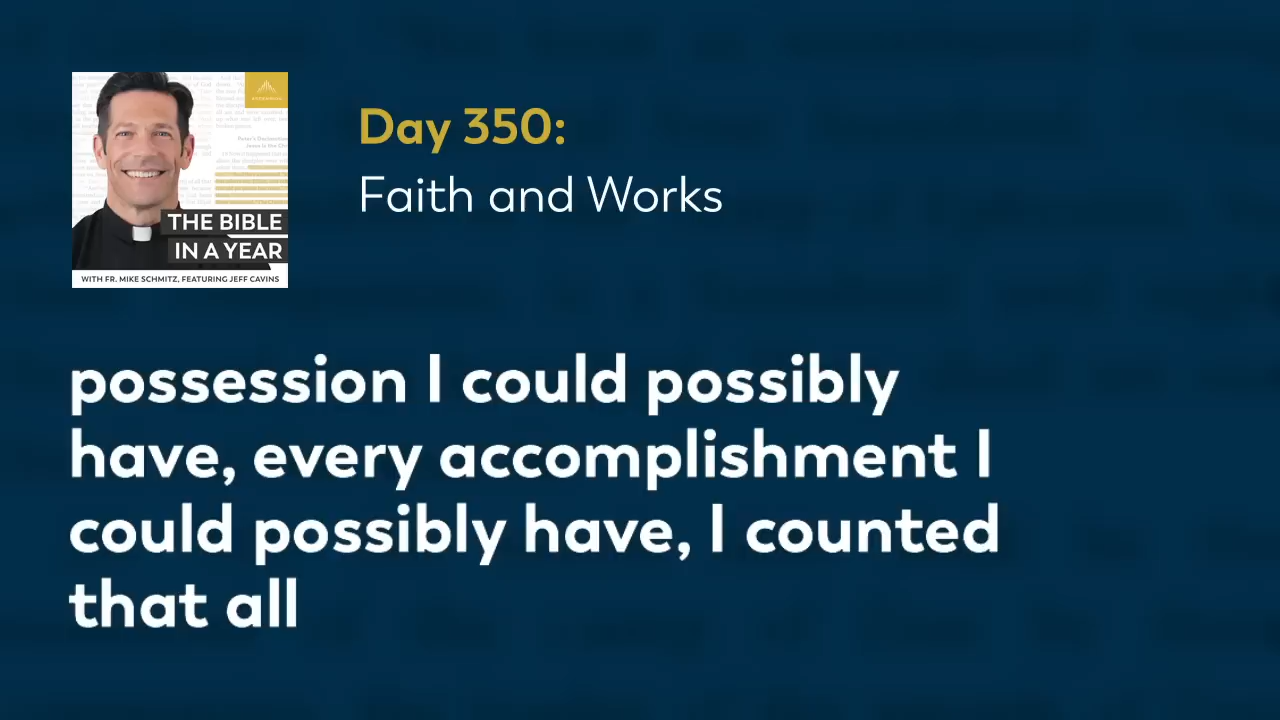 Day 350:
Faith and Works
THE BIBLE
IN A YEAR
WITH FR. MIKE SCHMITZ, FEATURING JEFF CAVINS
possession I could possibly
have, every accomplishment I
could possibly have, I counted
that all